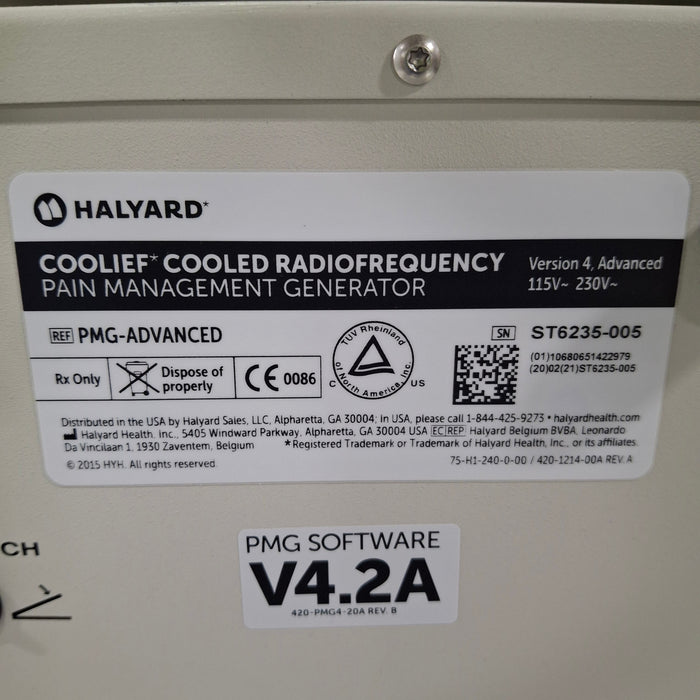 HALYARD*
COOLIEF* COOLED RADIOFREQUENCY
PAIN MANAGEMENT GENERATOR
Version 4, Advanced
115V~ 230V~
REF PMG-ADVANCED
SN ST6235-005
(01)10680651422979
(20)02(21)ST6235-005
Rx Only
Dispose of
properly
CE 0086
TUV Rheinland
of North America, Inc.
C US
Distributed in the USA by Halyard Sales, LLC, Alpharetta, GA 30004; In USA, please call 1-844-425-9273 • halyardhealth.com
Halyard Health, Inc., 5405 Windward Parkway, Alpharetta, GA 30004 USA EC REP Halyard Belgium BVBA, Leonardo
Da Vincilaan 1, 1930 Zaventem, Belgium *Registered Trademark or Trademark of Halyard Health, Inc., or its affiliates.
© 2015 HYH. All rights reserved.
75-H1-240-0-00 / 420-1214-00A REV. A
CH
PMG SOFTWARE
V4.2A
420-PMG4-20A REV. B